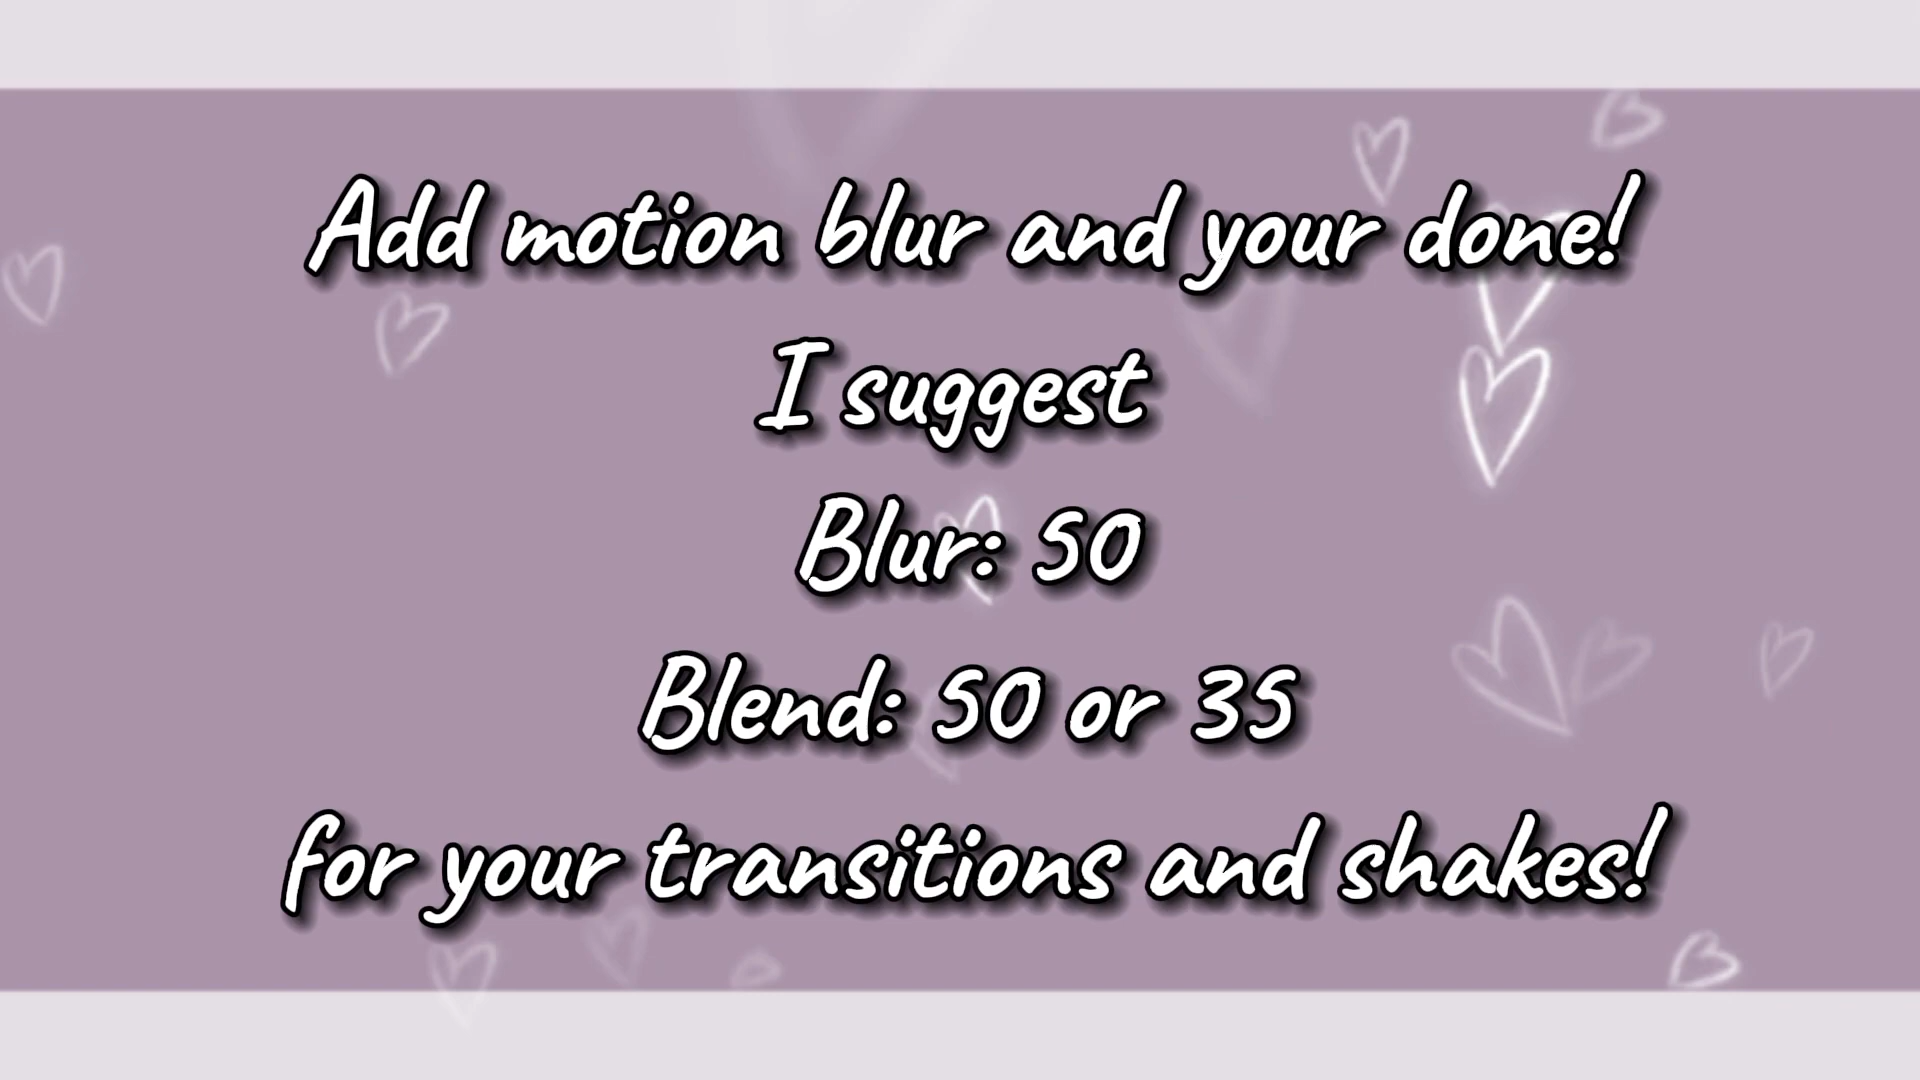 Add motion blur and your done!
I suggest
Blur: 50
Blend: 50 or 35
for your transitions and shakes!